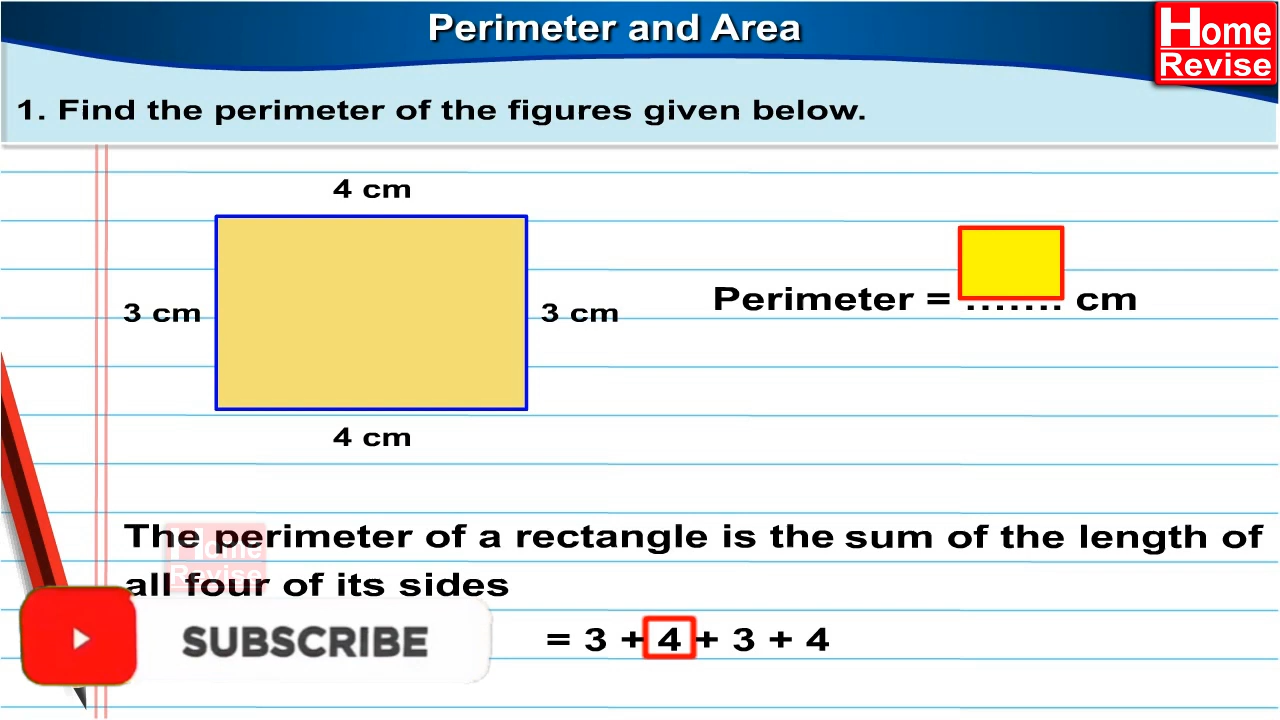 Perimeter and Area
Home
Revise
1. Find the perimeter of the figures given below.
4 cm
3 cm
3 cm
Perimeter = ....... cm
4 cm
The perimeter of a rectangle is the sum of the length of
Home
Revise
all four of its sides
SUBSCRIBE
= 3 + 4 + 3 + 4